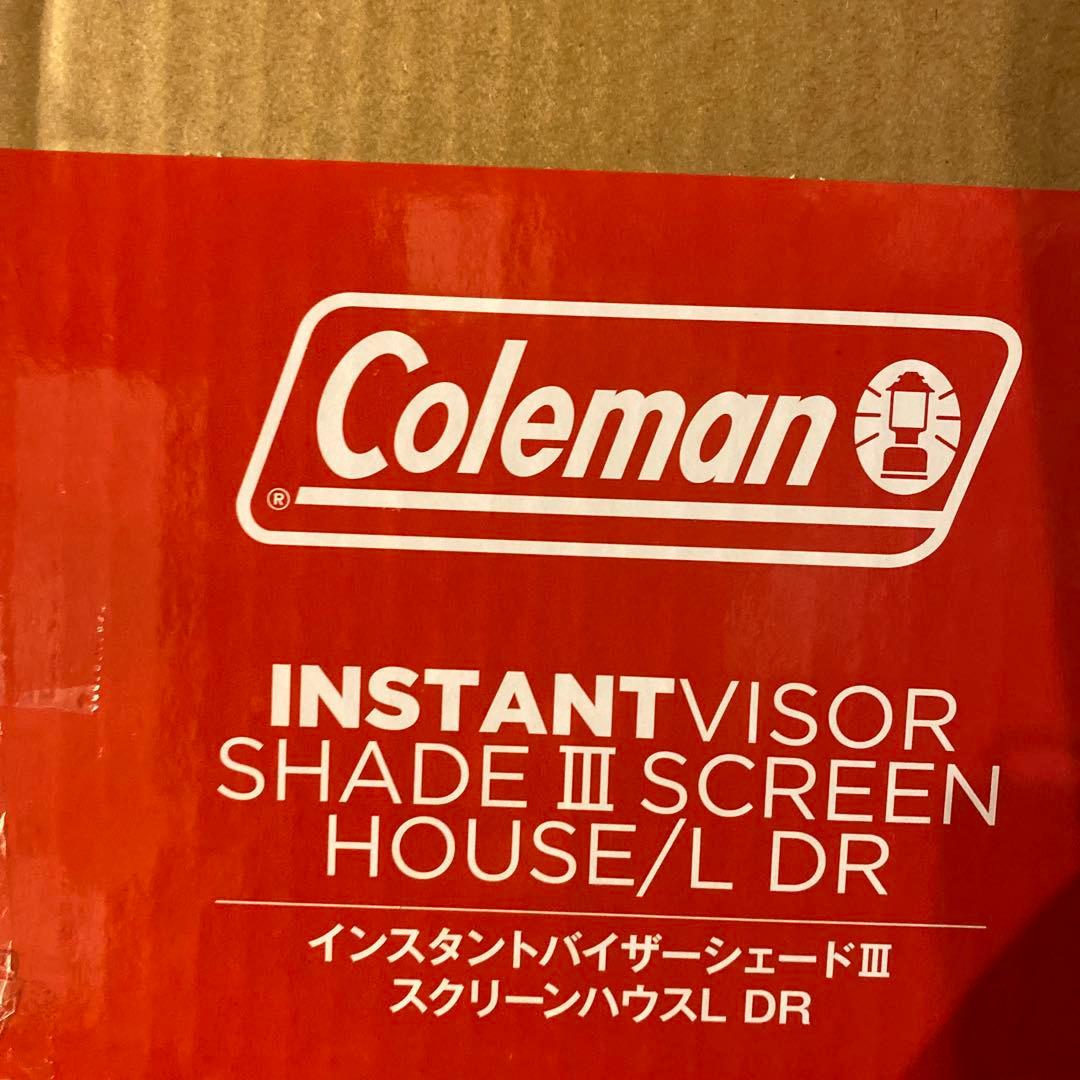 Coleman
®
INSTANTVISOR
SHADE Ⅲ SCREEN
HOUSE/L DR
インスタントバイザーシェードⅢ
スクリーンハウスL DR